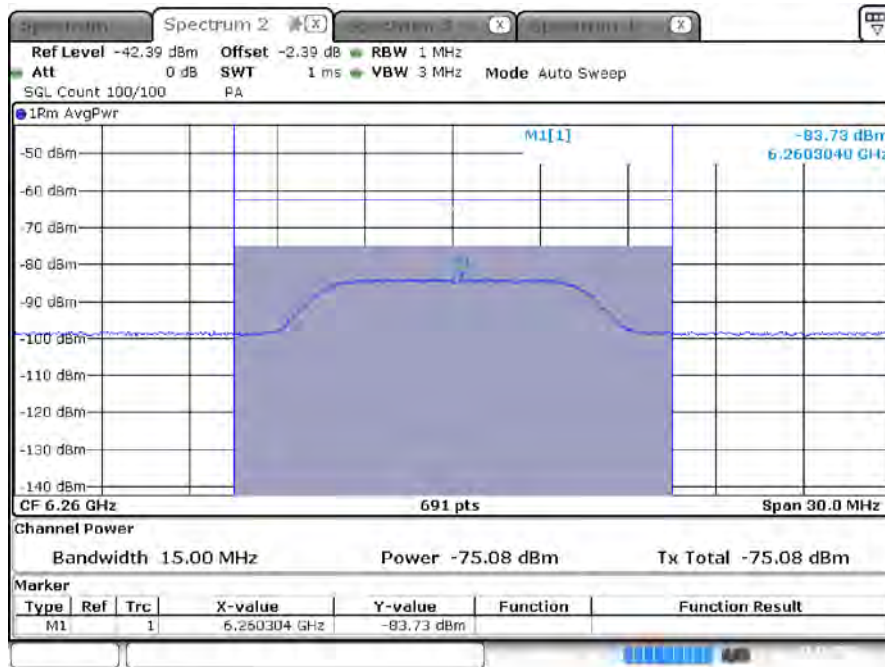 Spectrum 2
Ref Level -42.39 dBm Offset -2.39 dB RBW 1 MHz
Att 0 dB SWT 1 ms VBW 3 MHz Mode Auto Sweep
SGL Count 100/100 PA
1Rm AvgPwr
M1[1] -83.73 dBm
6.2603040 GHz
-50 dBm
-60 dBm
-70 dBm
-80 dBm
-90 dBm
-100 dBm
-110 dBm
-120 dBm
-130 dBm
-140 dBm
CF 6.26 GHz 691 pts Span 30.0 MHz
Channel Power
Bandwidth 15.00 MHz Power -75.08 dBm Tx Total -75.08 dBm
Marker
Type Ref Trc X-value Y-value Function Function Result
M1 1 6.260304 GHz -83.73 dBm